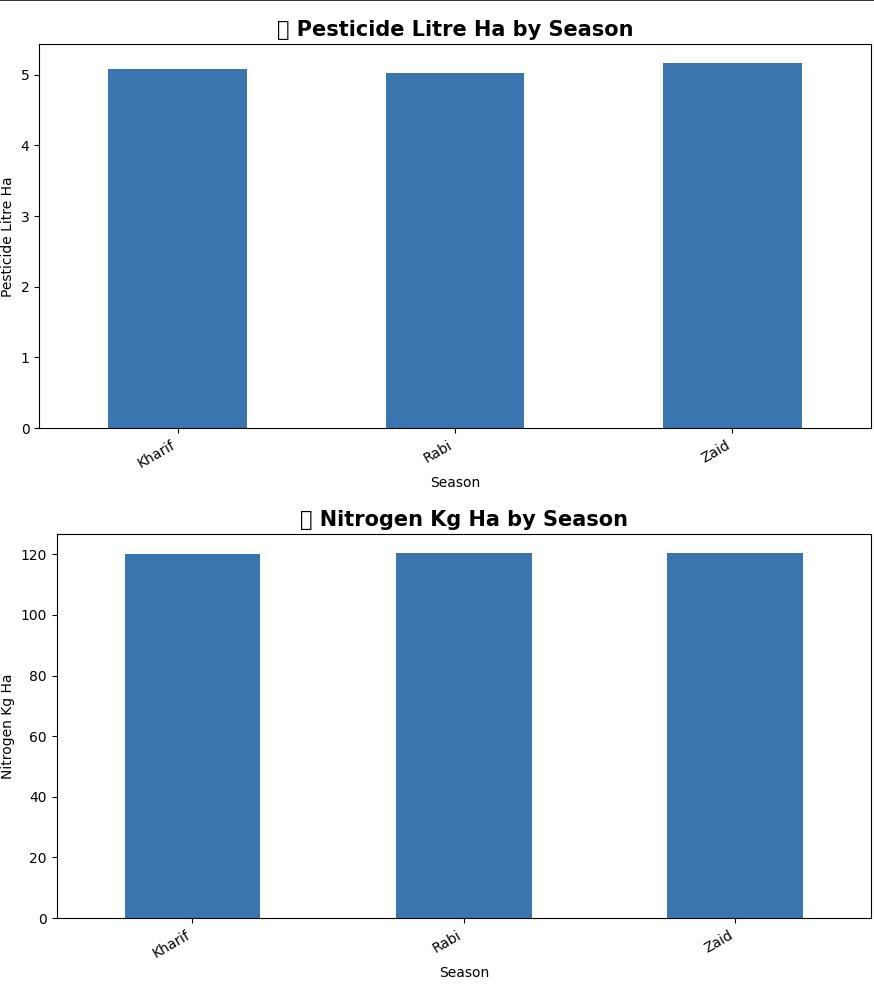 ▯ Pesticide Litre Ha by Season
5
4
3
2
1
0
Pesticide Litre Ha
Kharif
Rabi
Zaid
Season
▯ Nitrogen Kg Ha by Season
120
100
80
60
40
20
0
Nitrogen Kg Ha
Kharif
Rabi
Zaid
Season